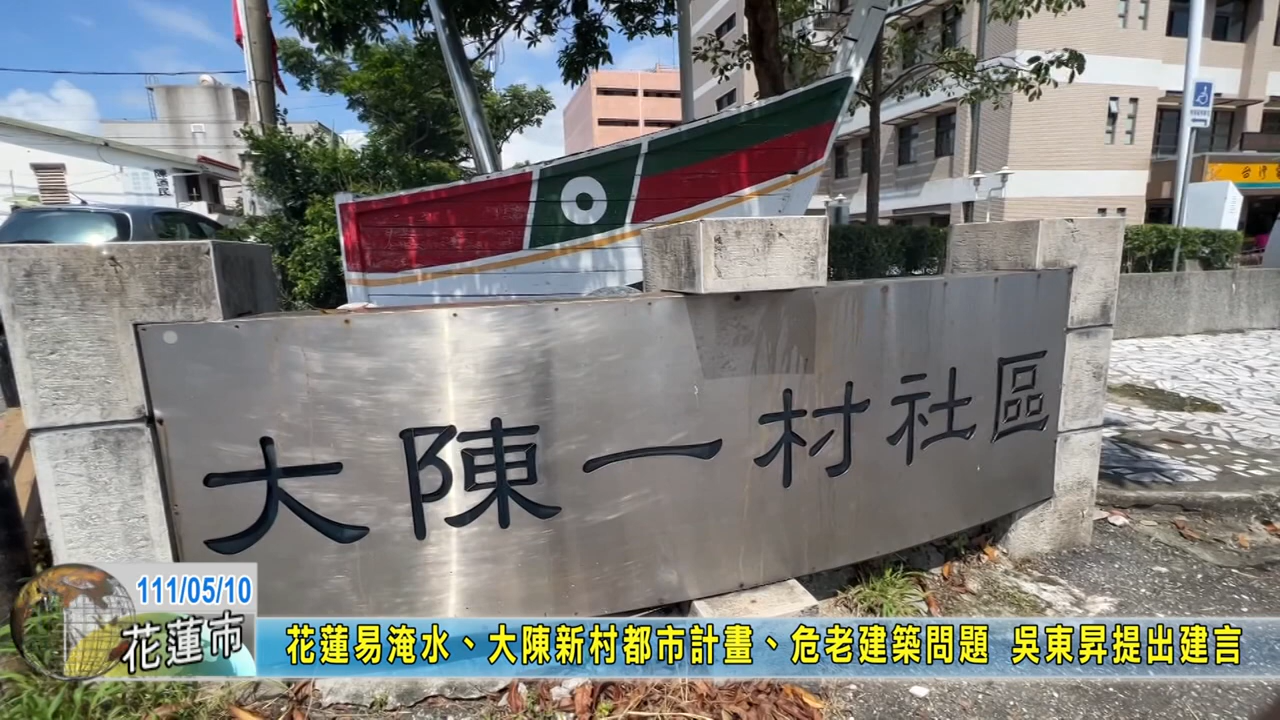 台灣
大陳一村社區
111/05/10
花蓮市
花蓮易淹水、大陳新村都市計畫、危老建築問題 吳東昇提出建言